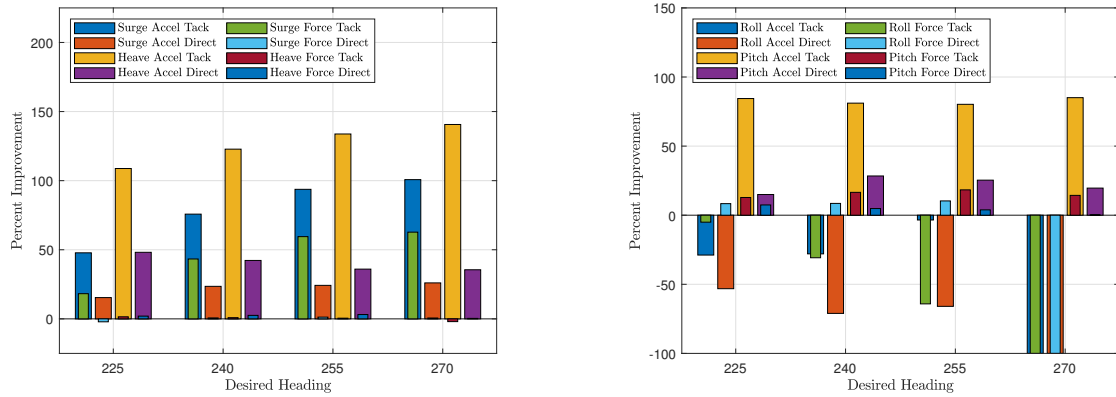 200
150
100
50
0
Percent Improvement
225 240 255 270
Desired Heading
Surge Accel Tack
Surge Accel Direct
Heave Accel Tack
Heave Accel Direct
Surge Force Tack
Surge Force Direct
Heave Force Tack
Heave Force Direct
150
100
50
0
-50
-100
Percent Improvement
225 240 255 270
Desired Heading
Roll Accel Tack
Roll Accel Direct
Pitch Accel Tack
Pitch Accel Direct
Roll Force Tack
Roll Force Direct
Pitch Force Tack
Pitch Force Direct